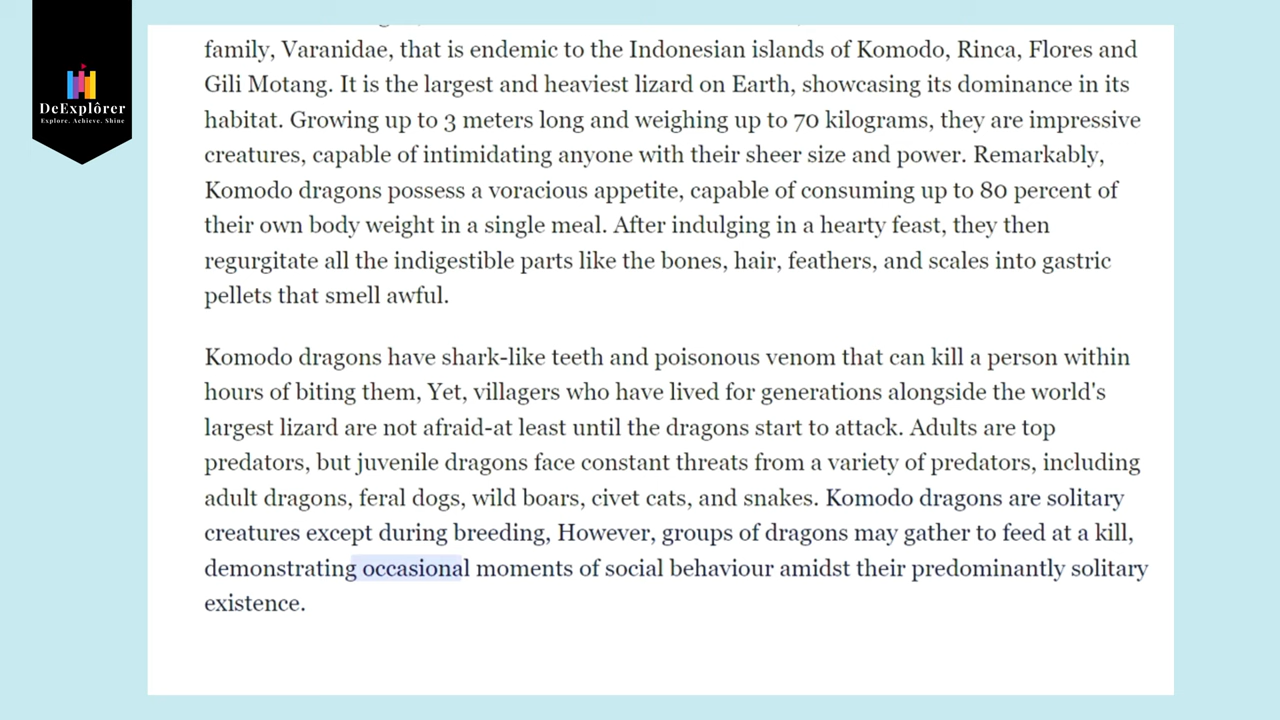 DeExplôrer
Explore. Achieve. Shine
family, Varanidae, that is endemic to the Indonesian islands of Komodo, Rinca, Flores and
Gili Motang. It is the largest and heaviest lizard on Earth, showcasing its dominance in its
habitat. Growing up to 3 meters long and weighing up to 70 kilograms, they are impressive
creatures, capable of intimidating anyone with their sheer size and power. Remarkably,
Komodo dragons possess a voracious appetite, capable of consuming up to 80 percent of
their own body weight in a single meal. After indulging in a hearty feast, they then
regurgitate all the indigestible parts like the bones, hair, feathers, and scales into gastric
pellets that smell awful.
Komodo dragons have shark-like teeth and poisonous venom that can kill a person within
hours of biting them, Yet, villagers who have lived for generations alongside the world's
largest lizard are not afraid-at least until the dragons start to attack. Adults are top
predators, but juvenile dragons face constant threats from a variety of predators, including
adult dragons, feral dogs, wild boars, civet cats, and snakes. Komodo dragons are solitary
creatures except during breeding, However, groups of dragons may gather to feed at a kill,
demonstrating occasional moments of social behaviour amidst their predominantly solitary
existence.